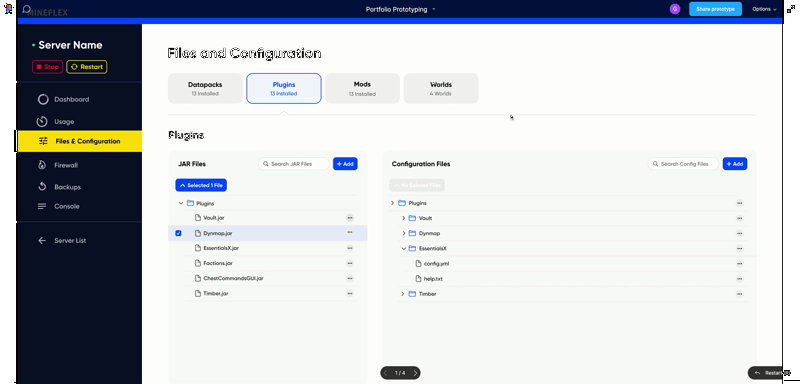 MINEFLEX
Portfolio Prototyping
G
Share prototype
Options
Server Name
Stop
Restart
Dashboard
Usage
Files & Configuration
Firewall
Backups
Console
Server List
Files and Configuration
Datapacks
13 Installed
Plugins
13 Installed
Mods
13 Installed
Worlds
4 Worlds
Plugins
JAR Files
Search JAR Files
+ Add
Selected 1 File
Plugins
Vault.jar
Dynmap.jar
EssentialsX.jar
Factions.jar
ChestCommandsGUI.jar
Timber.jar
Configuration Files
Search Config Files
+ Add
No Selected Files
Plugins
Vault
Dynmap
EssentialsX
config.yml
help.txt
Timber
1 / 4
Restart